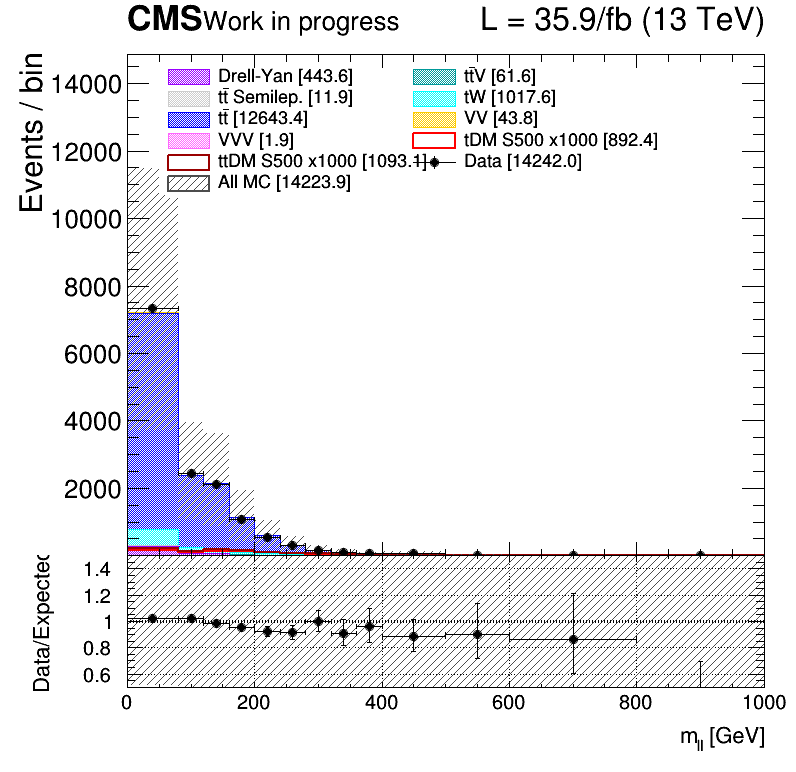 CMS Work in progress L = 35.9/fb (13 TeV)
Events / bin
14000
12000
10000
8000
6000
4000
2000
Drell-Yan [443.6] tt̄V [61.6]
tt̄ Semilep. [11.9] tW [1017.6]
tt̄ [12643.4] VV [43.8]
VVV [1.9] tDM S500 x1000 [892.4]
ttDM S500 x1000 [1093.1] Data [14242.0]
All MC [14223.9]
Data/Expected
1.4
1.2
1
0.8
0.6
0 200 400 600 800 1000
m_ll [GeV]